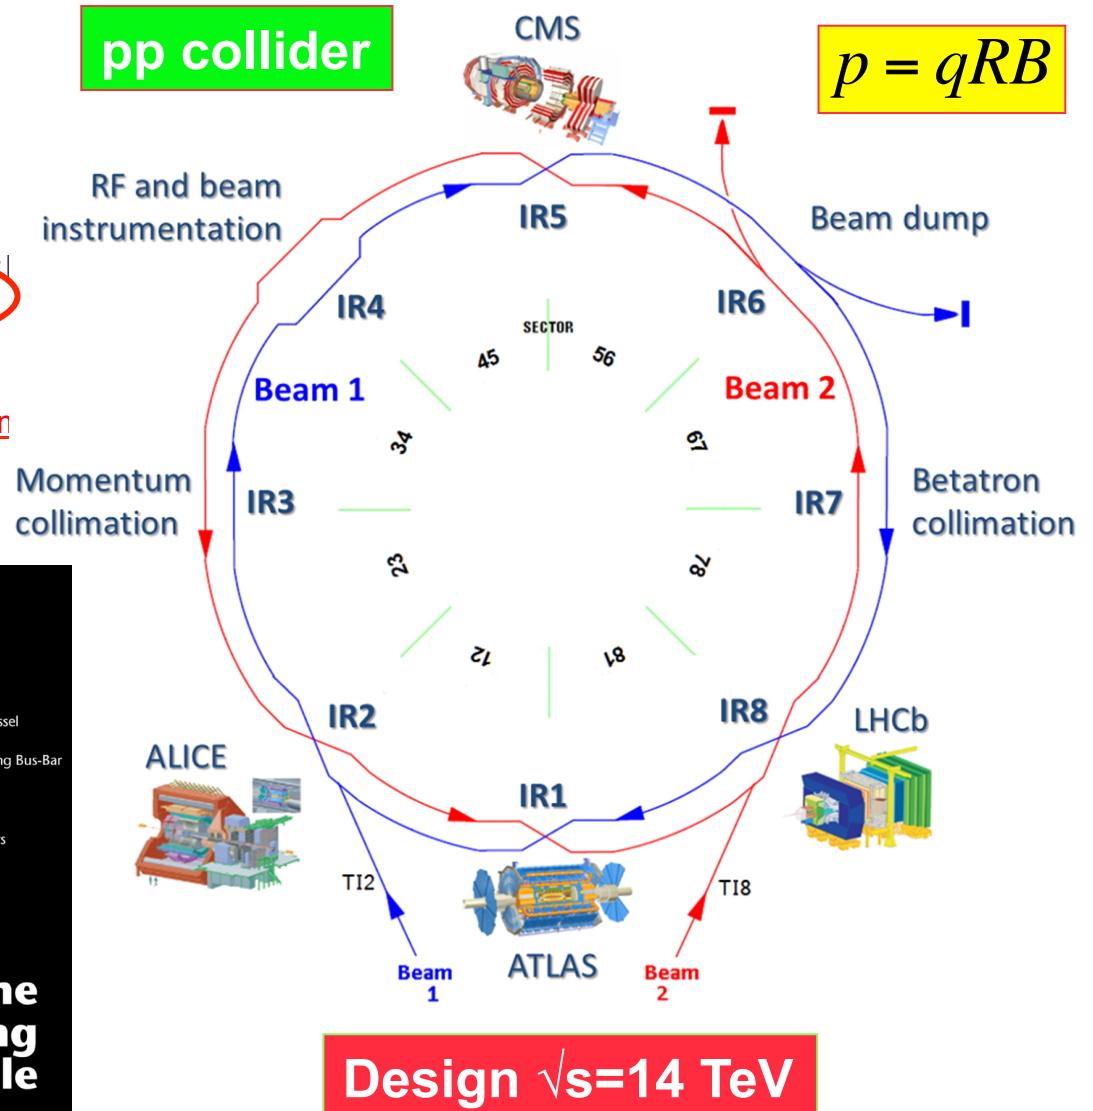 CMS
pp collider
p = qRB
RF and beam
instrumentation
IR5
Beam dump
IR4
IR6
SECTOR
45
56
Beam 1
Beam 2
34
67
Momentum
collimation
IR3
IR7
Betatron
collimation
23
78
12
81
IR2
IR8
LHCb
ssel
ng Bus-Bar
ALICE
IR1
rs
TI2
TI8
ATLAS
Beam
1
Beam
2
ne
ng
le
Design √s=14 TeV